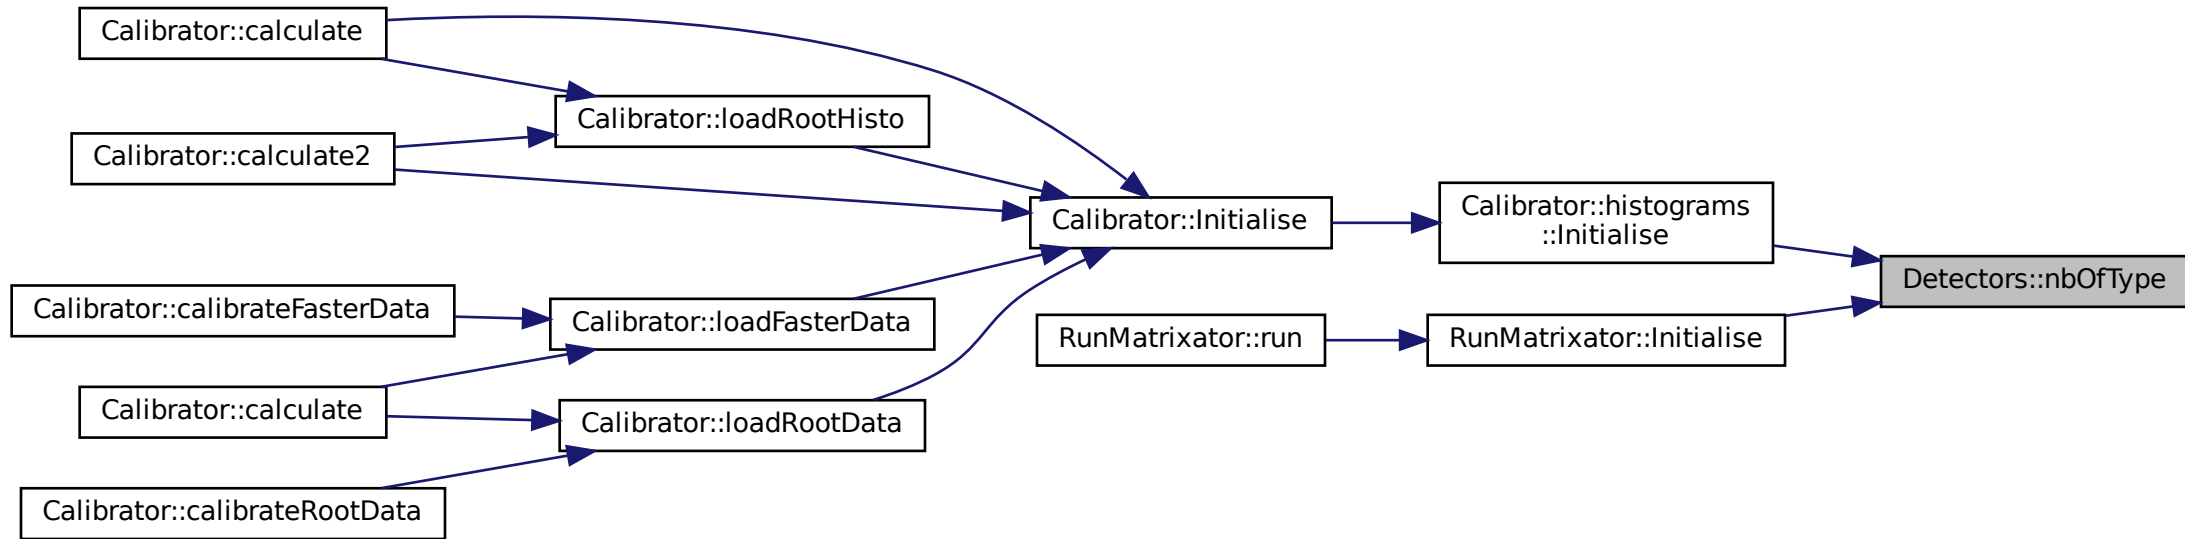 Calibrator::calculate
Calibrator::loadRootHisto
Calibrator::calculate2
Calibrator::Initialise
Calibrator::histograms
::Initialise
Detectors::nbOfType
Calibrator::calibrateFasterData
Calibrator::loadFasterData
RunMatrixator::run
RunMatrixator::Initialise
Calibrator::calculate
Calibrator::loadRootData
Calibrator::calibrateRootData